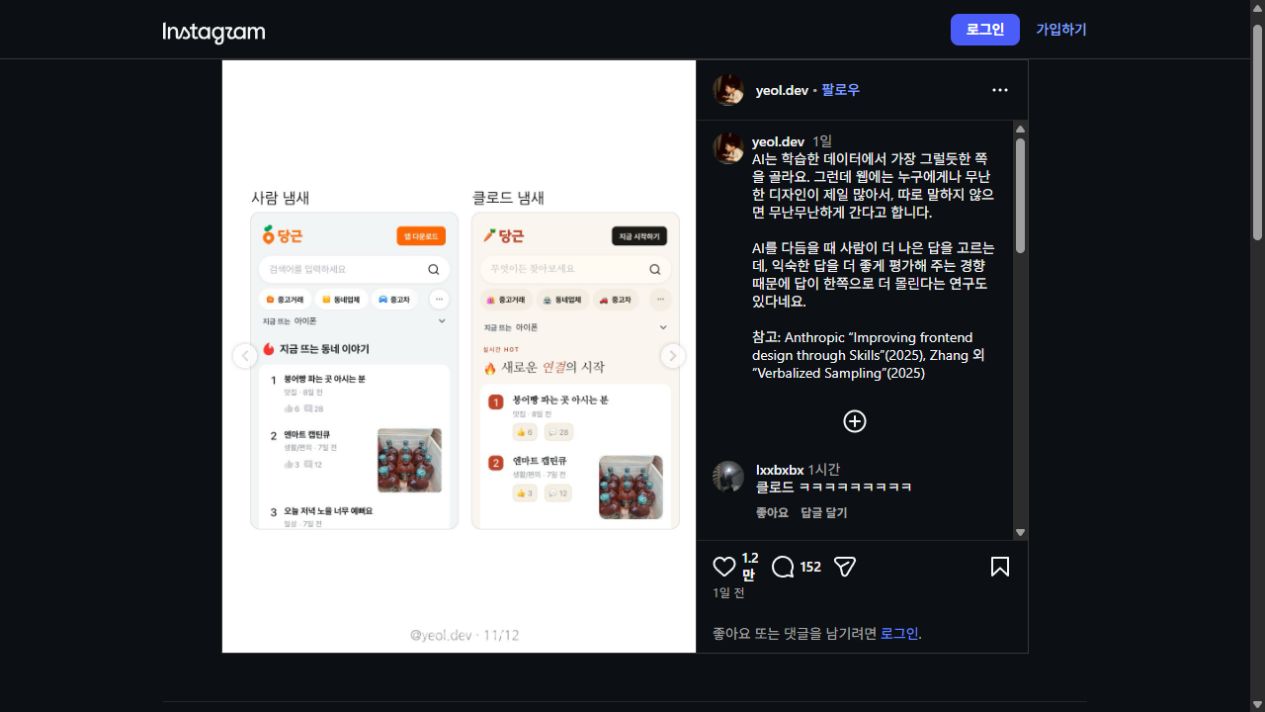 Instagram
로그인
가입하기
사람 냄새
클로드 냄새
당근
앱 다운로드
검색어를 입력하세요
중고거래
동네업체
중고차
지금 뜨는 아이폰
지금 뜨는 동네 이야기
1 붕어빵 파는 곳 아시는 분
맛집 · 8일 전
6 28
2 엔마트 캡틴큐
생활/편의 · 7일 전
3 12
3 오늘 저녁 노을 너무 예뻐요
일상 · 7일 전
당근
지금 시작하기
무엇이든 찾아보세요
중고거래
동네업체
중고차
지금 뜨는 아이폰
실시간 HOT
새로운 연결의 시작
1 붕어빵 파는 곳 아시는 분
맛집 · 8일 전
6 28
2 엔마트 캡틴큐
생활/편의 · 7일 전
3 12
@yeol.dev · 11/12
yeol.dev • 팔로우
yeol.dev 1일
AI는 학습한 데이터에서 가장 그럴듯한 쪽
을 골라요. 그런데 웹에는 누구에게나 무난
한 디자인이 제일 많아서, 따로 말하지 않으
면 무난무난하게 간다고 합니다.
AI를 다듬을 때 사람이 더 나은 답을 고르는
데, 익숙한 답을 더 좋게 평가해 주는 경향
때문에 답이 한쪽으로 더 몰린다는 연구도
있다네요.
참고: Anthropic “Improving frontend
design through Skills”(2025), Zhang 외
“Verbalized Sampling”(2025)
lxxbxbx 1시간
클로드 ㅋㅋㅋㅋㅋㅋㅋㅋㅋ
좋아요 답글 달기
1.2
만
152
1일 전
좋아요 또는 댓글을 남기려면 로그인.